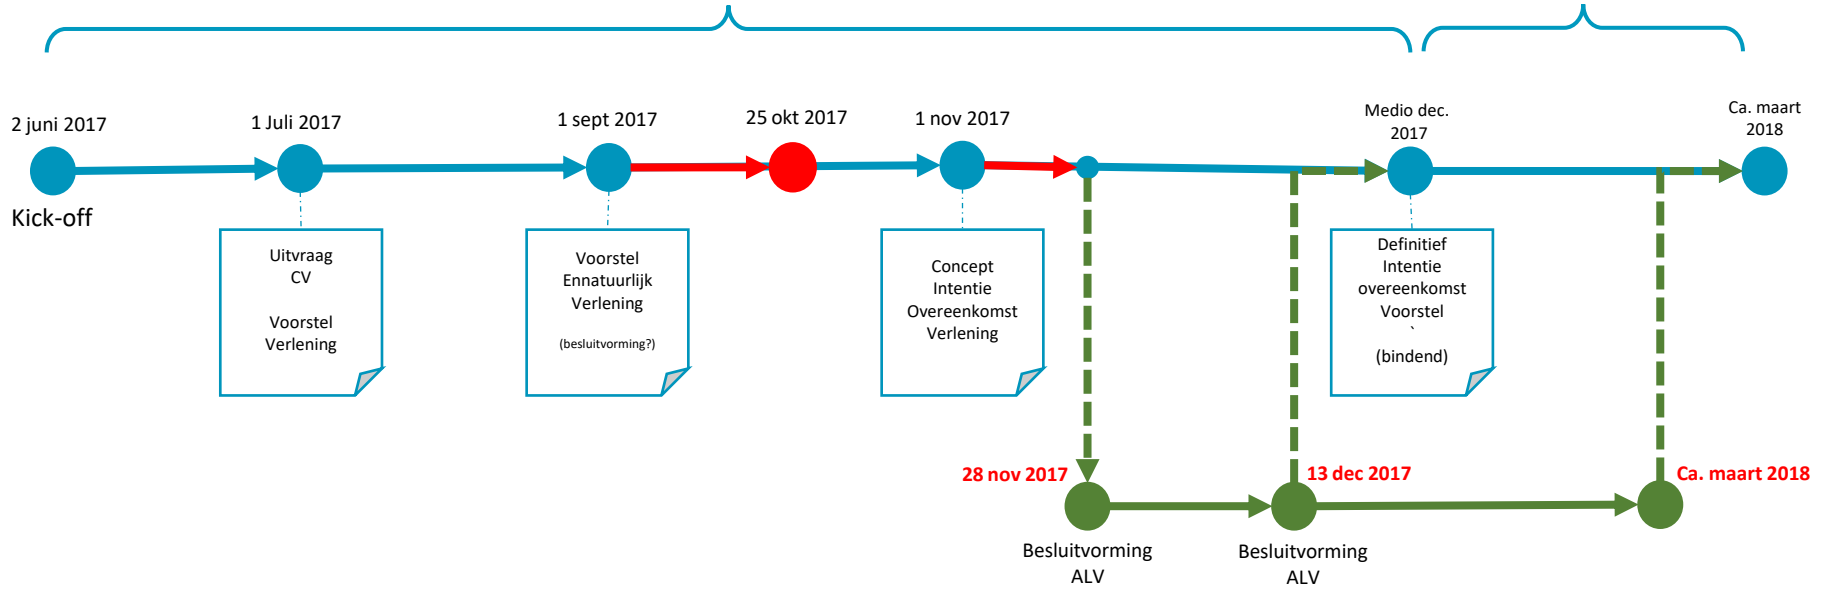 2 juni 2017
1 Juli 2017
1 sept 2017
25 okt 2017
1 nov 2017
Medio dec.
2017
Ca. maart
2018
Kick-off
Uitvraag
CV
Voorstel
Verlening
Voorstel
Ennatuurlijk
Verlening
(besluitvorming?)
Concept
Intentie
Overeenkomst
Verlening
Definitief
Intentie
overeenkomst
Voorstel
`
(bindend)
28 nov 2017
13 dec 2017
Ca. maart 2018
Besluitvorming
ALV
Besluitvorming
ALV